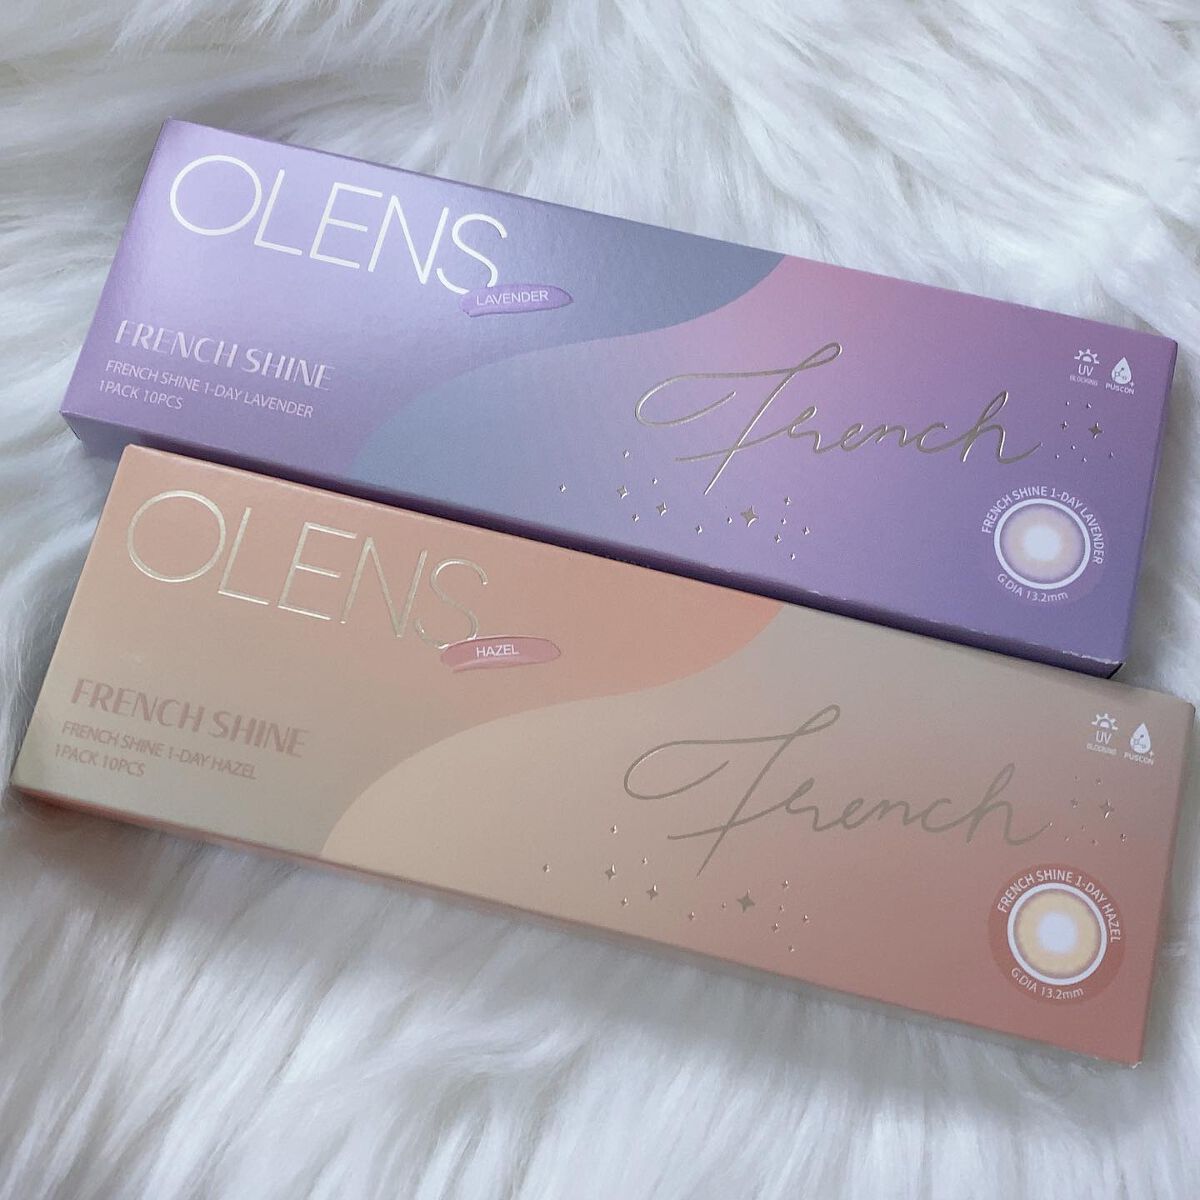 OLENS
LAVENDER
FRENCH SHINE
FRENCH SHINE 1-DAY LAVENDER
1PACK 10PCS
French
UV
BLOCKING
PUSCON
FRENCH SHINE 1-DAY LAVENDER
G.DIA 13.2mm
OLENS
HAZEL
FRENCH SHINE
FRENCH SHINE 1-DAY HAZEL
1PACK 10PCS
French
UV
BLOCKING
PUSCON
FRENCH SHINE 1-DAY HAZEL
G.DIA 13.2mm